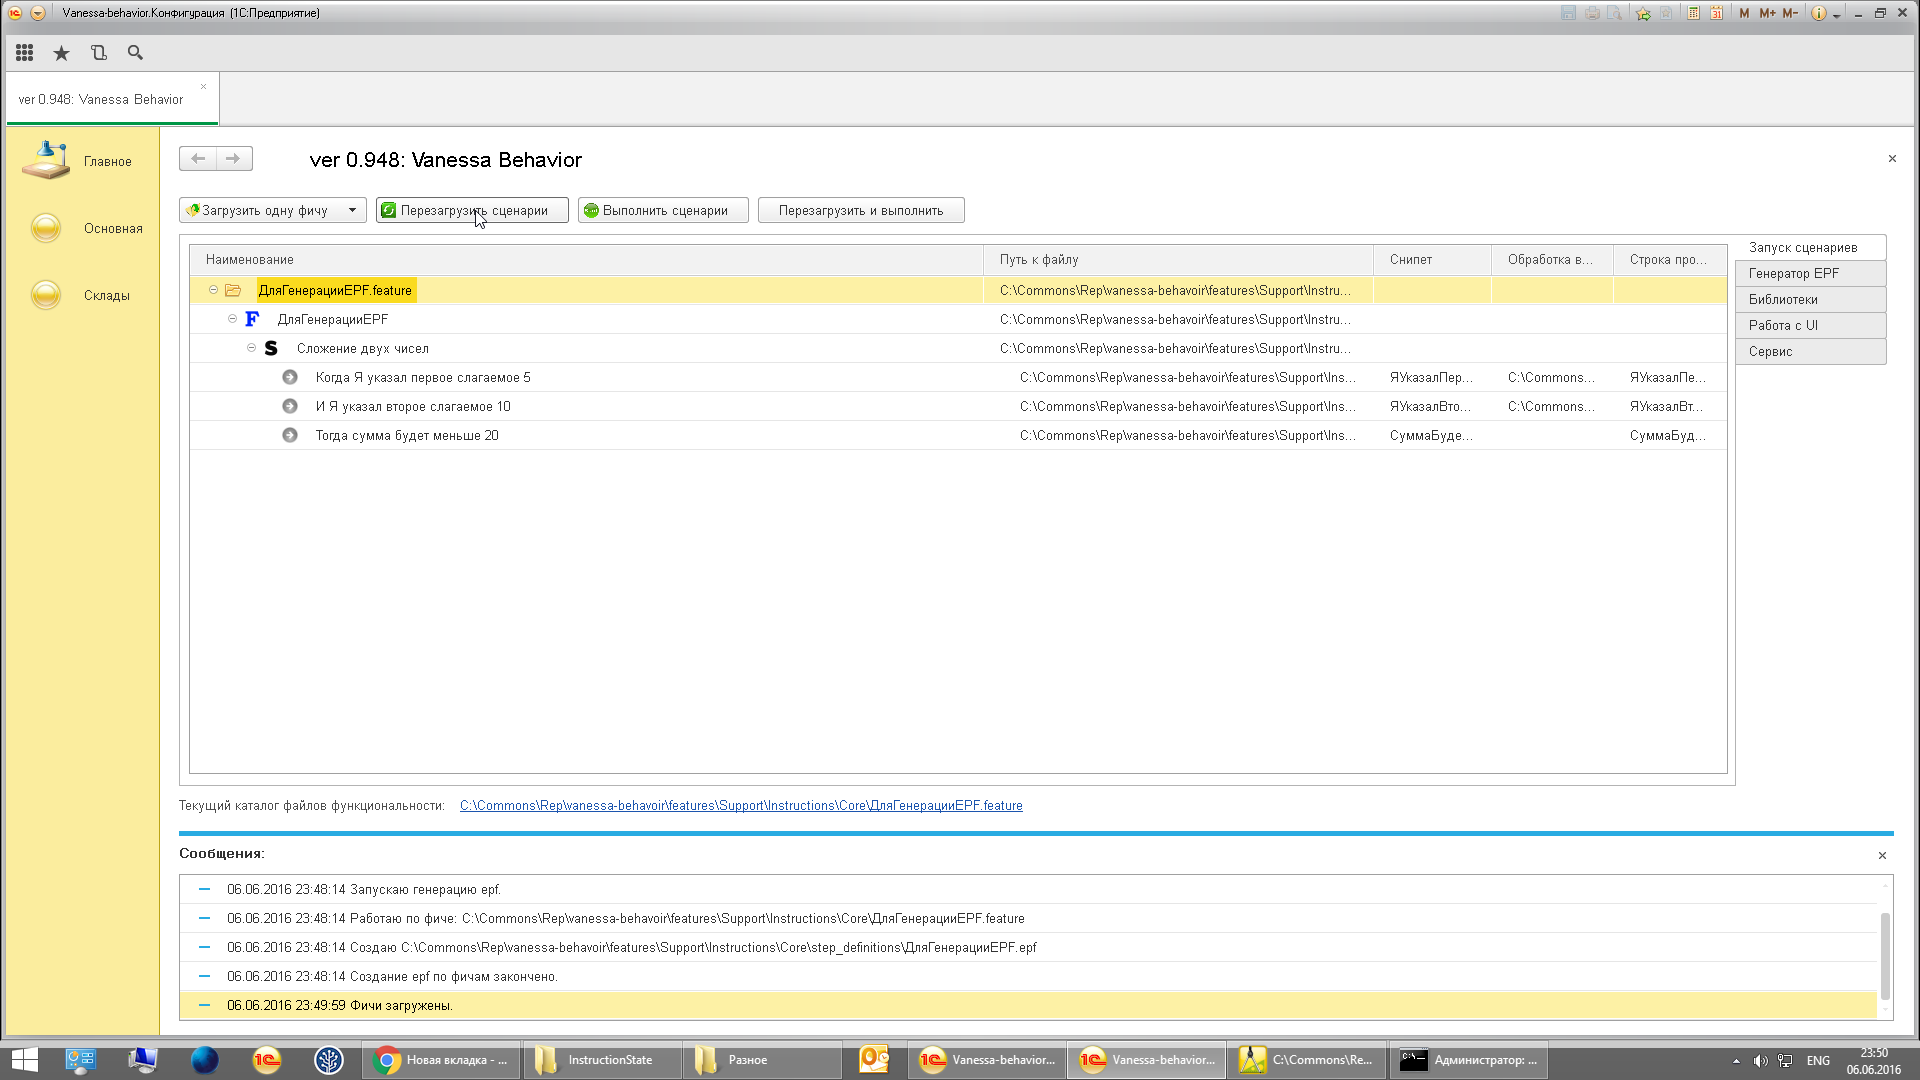 Vanessa-behavior.Конфигурация (1С:Предприятие)
M M+ M-
ver 0.948: Vanessa Behavior
Главное
Основная
Склады
ver 0.948: Vanessa Behavior
Загрузить одну фичу
Перезагрузить сценарии
Выполнить сценарии
Перезагрузить и выполнить
Наименование Путь к файлу Снипет Обработка в... Строка про...
ДляГенерацииEPF.feature C:\Commons\Rep\vanessa-behavoir\features\Support\Instru...
F ДляГенерацииEPF C:\Commons\Rep\vanessa-behavoir\features\Support\Instru...
S Сложение двух чисел C:\Commons\Rep\vanessa-behavoir\features\Support\Instru...
Когда Я указал первое слагаемое 5 C:\Commons\Rep\vanessa-behavoir\features\Support\Ins... ЯУказалПер... C:\Commons... ЯУказалПе...
И Я указал второе слагаемое 10 C:\Commons\Rep\vanessa-behavoir\features\Support\Ins... ЯУказалВто... C:\Commons... ЯУказалВт...
Тогда сумма будет меньше 20 C:\Commons\Rep\vanessa-behavoir\features\Support\Ins... СуммаБуде... СуммаБуд...
Запуск сценариев
Генератор EPF
Библиотеки
Работа с UI
Сервис
Текущий каталог файлов функциональности: C:\Commons\Rep\vanessa-behavoir\features\Support\Instructions\Core\ДляГенерацииEPF.feature
Сообщения:
06.06.2016 23:48:14 Запускаю генерацию epf.
06.06.2016 23:48:14 Работаю по фиче: C:\Commons\Rep\vanessa-behavoir\features\Support\Instructions\Core\ДляГенерацииEPF.feature
06.06.2016 23:48:14 Создаю C:\Commons\Rep\vanessa-behavoir\features\Support\Instructions\Core\step_definitions\ДляГенерацииEPF.epf
06.06.2016 23:48:14 Создание epf по фичам закончено.
06.06.2016 23:49:59 Фичи загружены.
Новая вкладка - ...
InstructionState
Разное
Vanessa-behavior...
Vanessa-behavior...
C:\Commons\Re...
Администратор: ...
ENG
23:50
06.06.2016